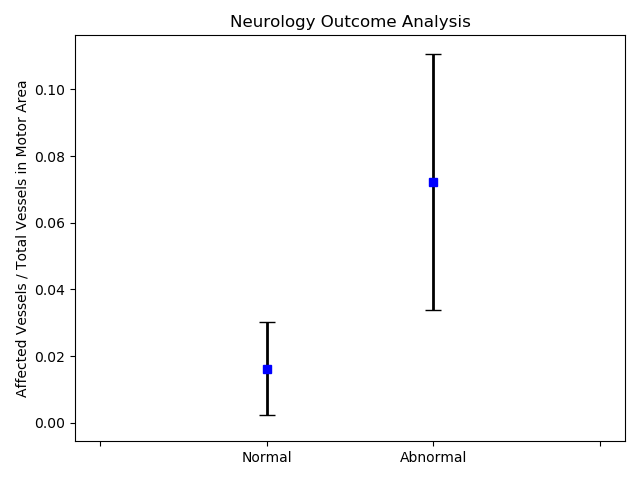 Neurology Outcome Analysis
Affected Vessels / Total Vessels in Motor Area
0.10
0.08
0.06
0.04
0.02
0.00
Normal
Abnormal